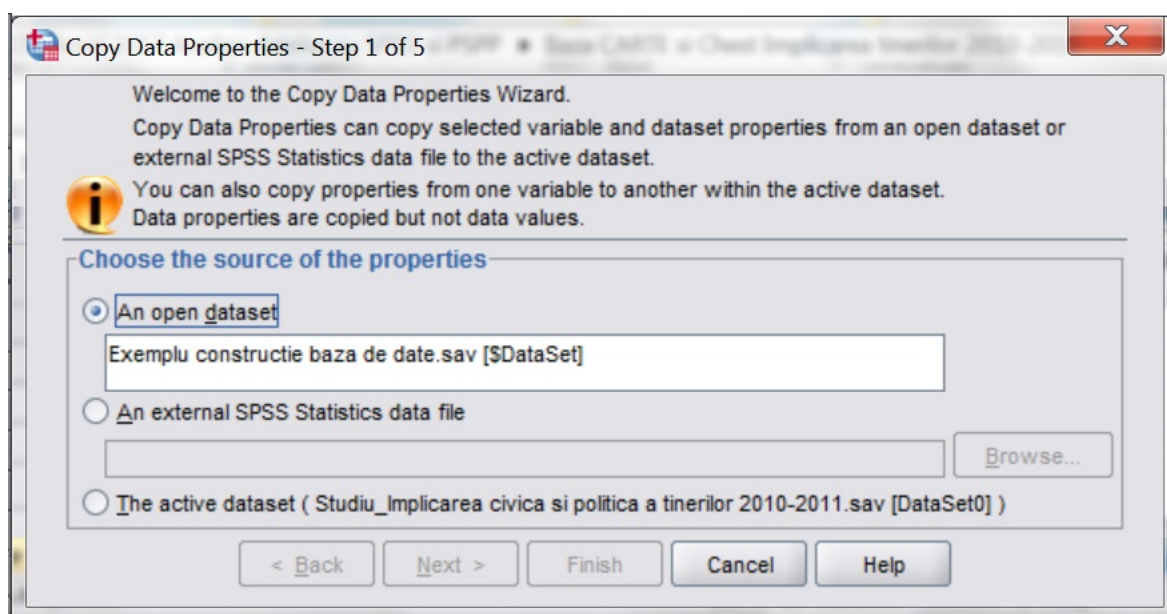 Copy Data Properties - Step 1 of 5
Welcome to the Copy Data Properties Wizard.
Copy Data Properties can copy selected variable and dataset properties from an open dataset or
external SPSS Statistics data file to the active dataset.
You can also copy properties from one variable to another within the active dataset.
Data properties are copied but not data values.
Choose the source of the properties
An open dataset
Exemplu constructie baza de date.sav [$DataSet]
An external SPSS Statistics data file
Browse...
The active dataset ( Studiu_Implicarea civica si politica a tinerilor 2010-2011.sav [DataSet0] )
< Back Next > Finish Cancel Help